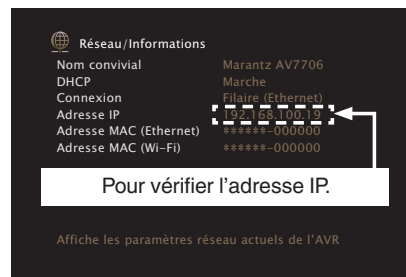 Réseau/Informations
Nom convivial Marantz AV7706
DHCP Marche
Connexion Filaire (Ethernet)
Adresse IP 192.168.100.19
Adresse MAC (Ethernet) ******-000000
Adresse MAC (Wi-Fi) ******-000000
Pour vérifier l'adresse IP.
Affiche les paramètres réseau actuels de l'AVR